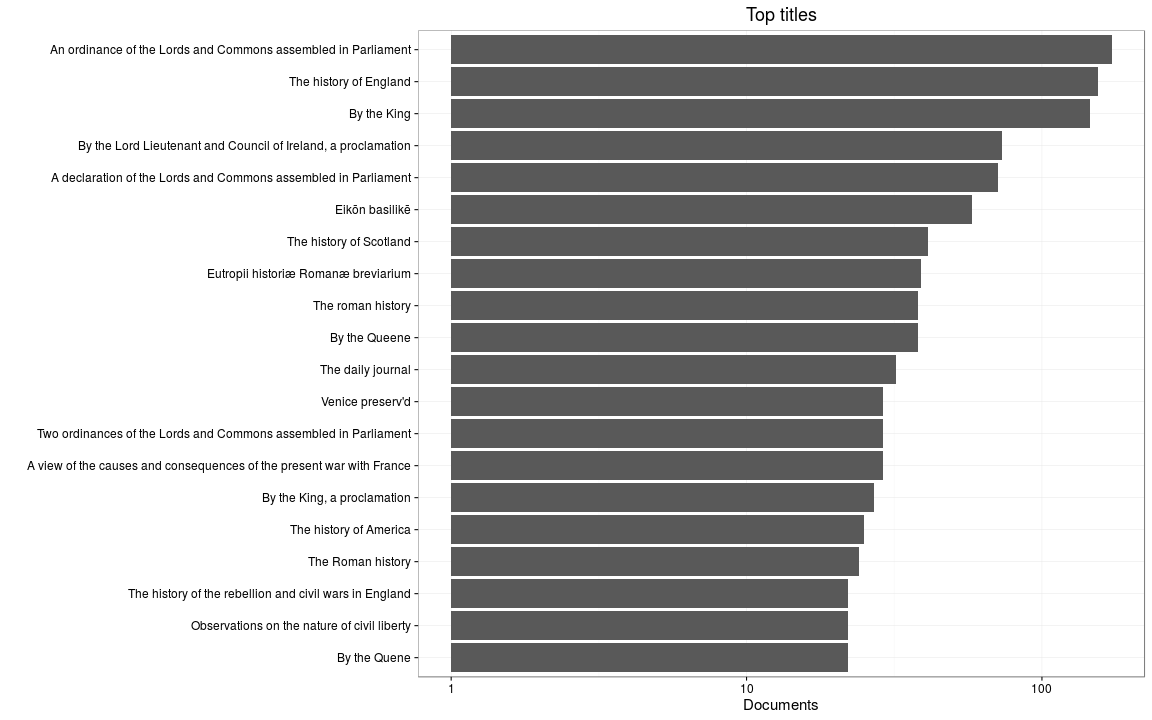 Top titles
An ordinance of the Lords and Commons assembled in Parliament
The history of England
By the King
By the Lord Lieutenant and Council of Ireland, a proclamation
A declaration of the Lords and Commons assembled in Parliament
Eikōn basilikē
The history of Scotland
Eutropii historiæ Romanæ breviarium
The roman history
By the Queene
The daily journal
Venice preserv'd
Two ordinances of the Lords and Commons assembled in Parliament
A view of the causes and consequences of the present war with France
By the King, a proclamation
The history of America
The Roman history
The history of the rebellion and civil wars in England
Observations on the nature of civil liberty
By the Quene
1 10 100
Documents